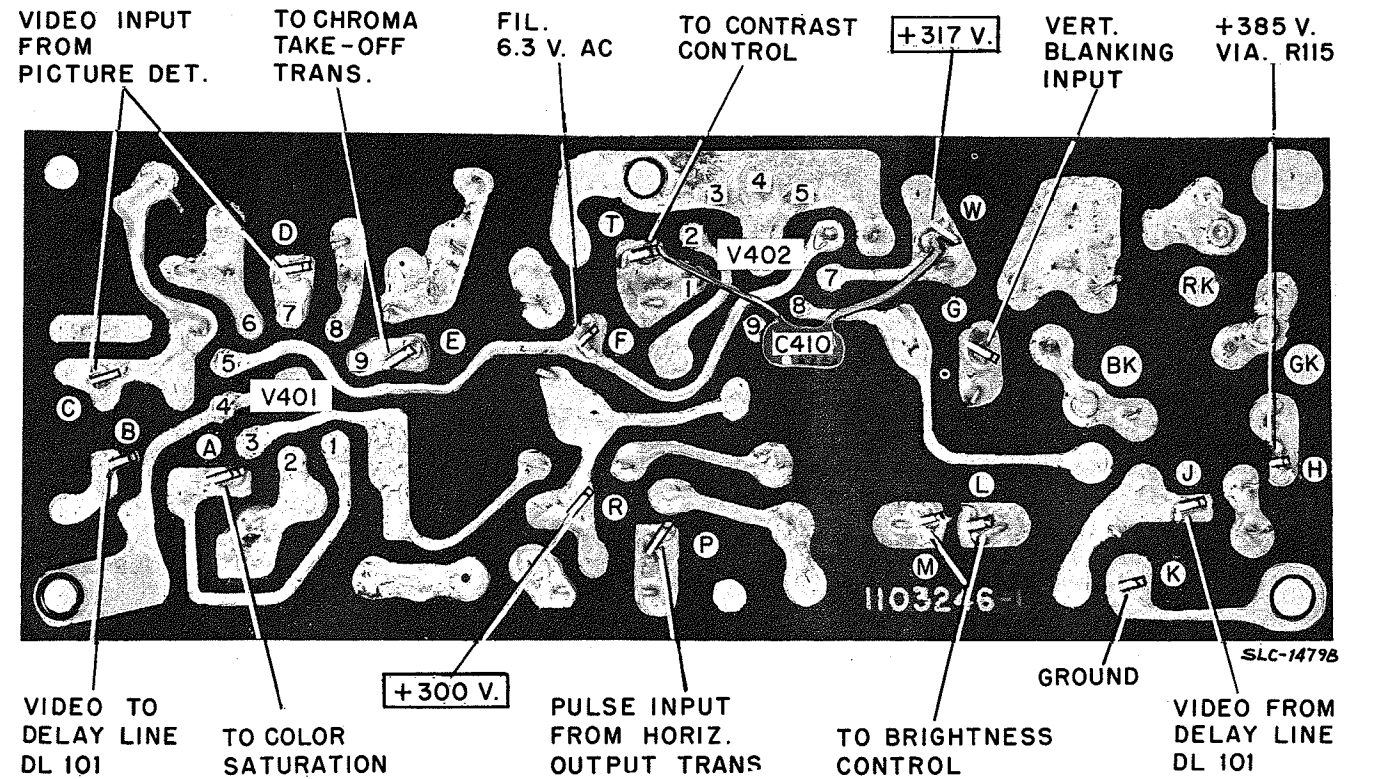 VIDEO INPUT
FROM
PICTURE DET.
TO CHROMA
TAKE-OFF
TRANS.
FIL.
6.3 V. AC
TO CONTRAST
CONTROL
+317 V.
VERT.
BLANKING
INPUT
+385 V.
VIA. R115
D
T
2
3
4
5
W
V402
7
6
7
8
1
8
9
G
RK
E
9
F
C410
5
BK
GK
C
4
V401
B
A
3
2
1
L
J
H
R
P
M
K
1103246-1
SLC-1479B
VIDEO TO
DELAY LINE
DL 101
TO COLOR
SATURATION
+300 V.
PULSE INPUT
FROM HORIZ.
OUTPUT TRANS
TO BRIGHTNESS
CONTROL
GROUND
VIDEO FROM
DELAY LINE
DL 101